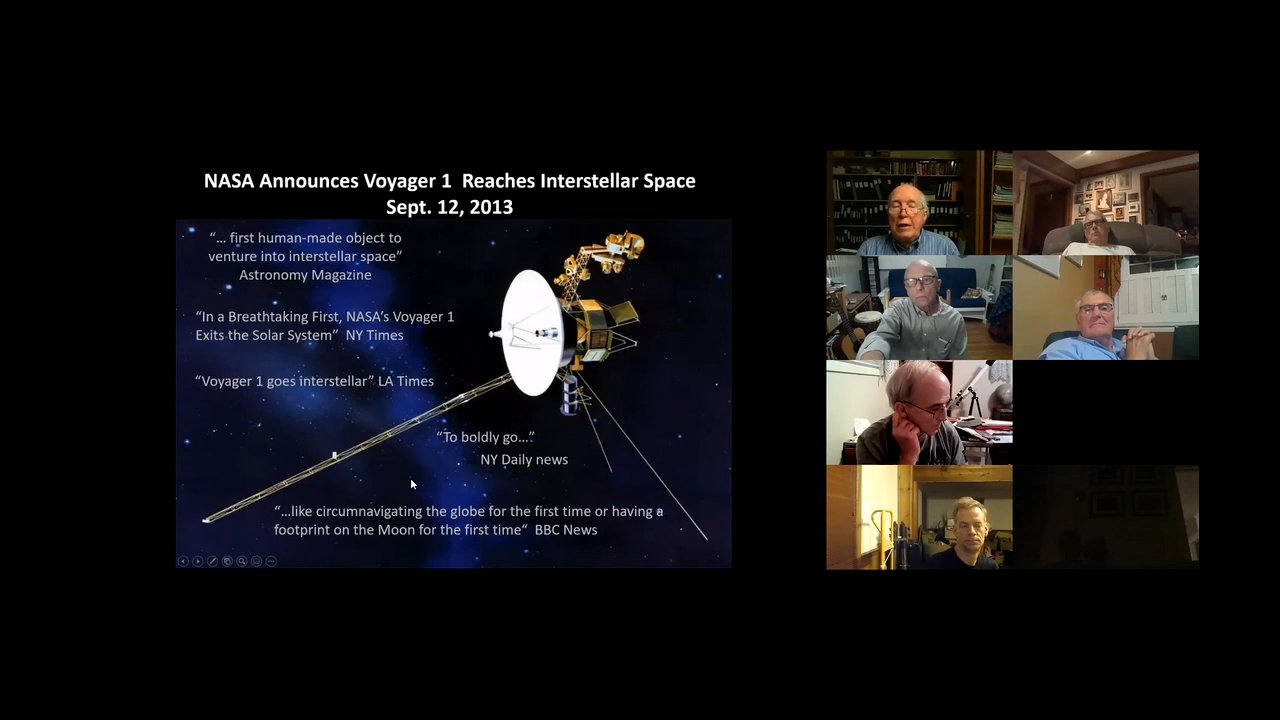 NASA Announces Voyager 1  Reaches Interstellar Space
Sept. 12, 2013
“... first human-made object to
venture into interstellar space”
Astronomy Magazine
“In a Breathtaking First, NASA’s Voyager 1
Exits the Solar System”  NY Times
“Voyager 1 goes interstellar” LA Times
“To boldly go...”
NY Daily news
“...like circumnavigating the globe for the first time or having a
footprint on the Moon for the first time“  BBC News